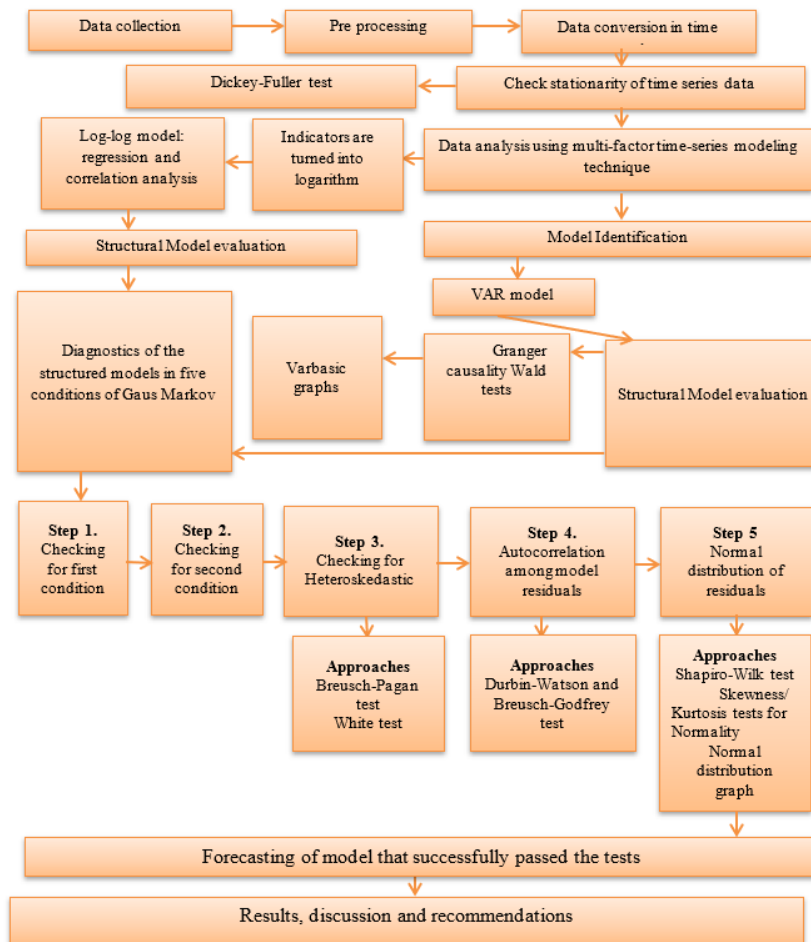 Data collection
Pre processing
Data conversion in time
Dickey-Fuller test
Check stationarity of time series data
Log-log model:
regression and
correlation analysis
Indicators are
turned into
logarithm
Data analysis using multi-factor time-series modeling
technique
Structural Model evaluation
Model Identification
VAR model
Diagnostics of the
structured models in five
conditions of Gaus Markov
Varbasic
graphs
Granger
causality Wald
tests
Structural Model evaluation
Step 1.
Checking
for first
condition
Step 2.
Checking
for second
condition
Step 3.
Checking for
Heteroskedastic
Step 4.
Autocorrelation
among model
residuals
Step 5
Normal
distribution of
residuals
Approaches
Breusch-Pagan
test
White test
Approaches
Durbin-Watson and
Breusch-Godfrey
test
Approaches
Shapiro-Wilk test
Skewness/
Kurtosis tests for
Normality
Normal
distribution
graph
Forecasting of model that successfully passed the tests
Results, discussion and recommendations